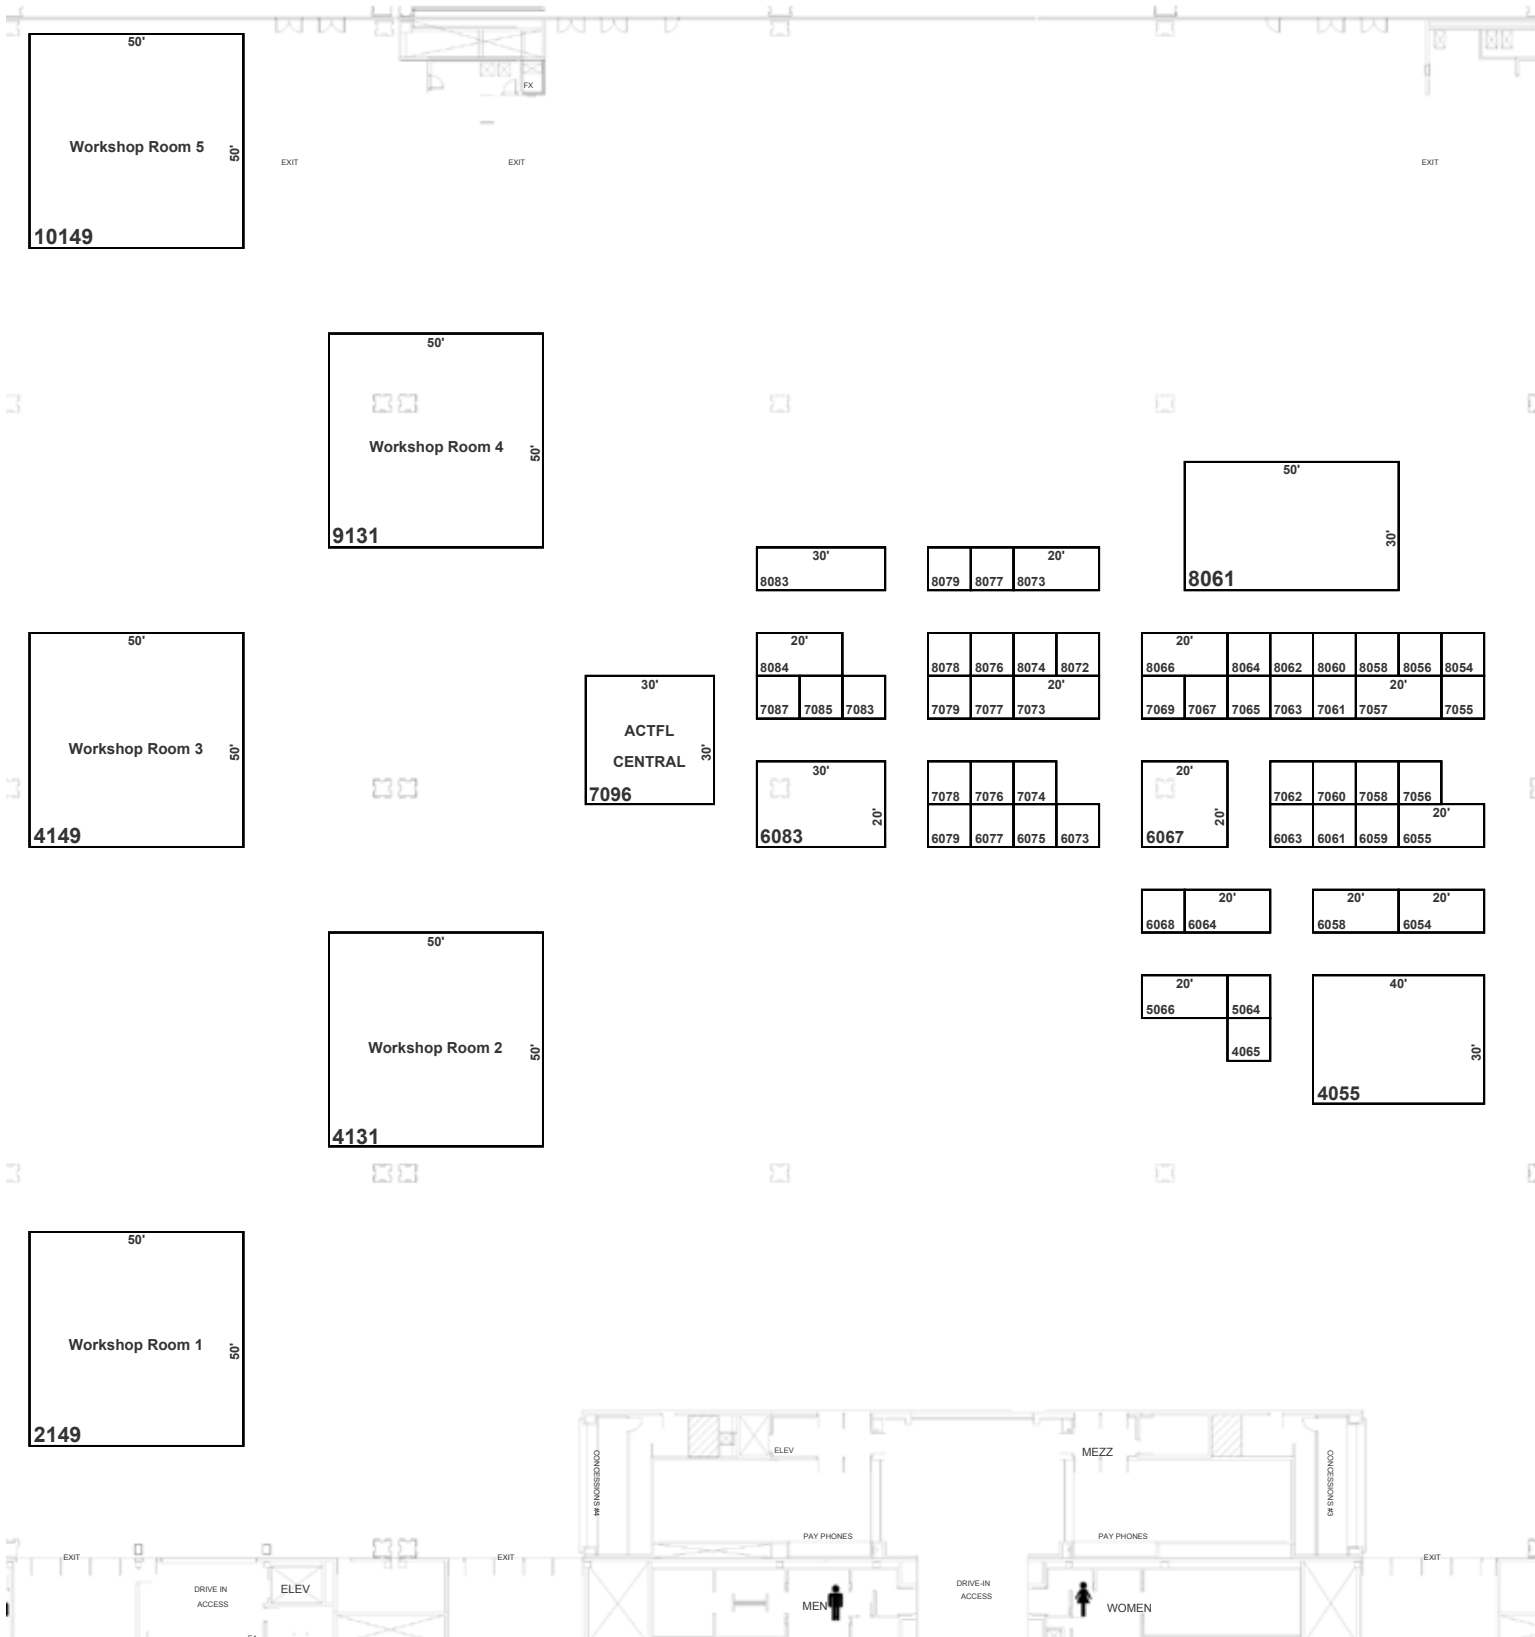 50'
FX
Workshop Room 5
50'
EXIT
EXIT
EXIT
10149
50'
Workshop Room 4
50'
9131
50'
30'
8061
30'
8083
20'
8079 8077 8073
50'
Workshop Room 3
50'
4149
30'
ACTFL
CENTRAL
30'
7096
20'
8084
7087 7085 7083
8078 8076 8074 8072
20'
7079 7077 7073
20'
8066 8064 8062 8060 8058 8056 8054
20'
7069 7067 7065 7063 7061 7057 7055
30'
20'
6083
7078 7076 7074
6079 6077 6075 6073
20'
20'
6067
7062 7060 7058 7056
20'
6063 6061 6059 6055
20'
6068 6064
20' 20'
6058 6054
50'
Workshop Room 2
50'
4131
20'
5066 5064
4065
40'
30'
4055
50'
Workshop Room 1
50'
2149
CONCESSIONS #4
ELEV
MEZZ
CONCESSIONS #3
PAY PHONES
PAY PHONES
EXIT
EXIT
EXIT
DRIVE IN
ACCESS
ELEV
MEN
DRIVE-IN
ACCESS
WOMEN